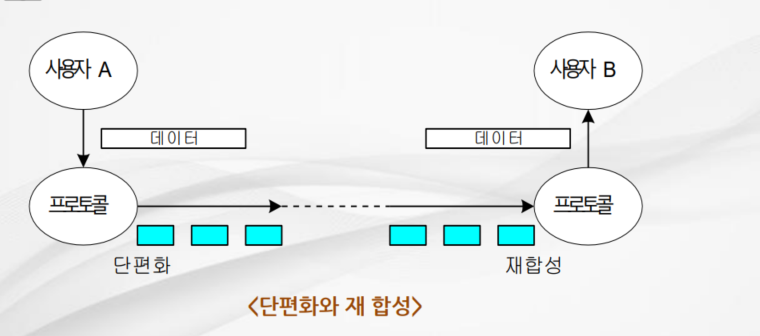 사용자 A
사용자 B
데이터
데이터
프로토콜
프로토콜
단편화
재합성
<단편화와 재 합성>